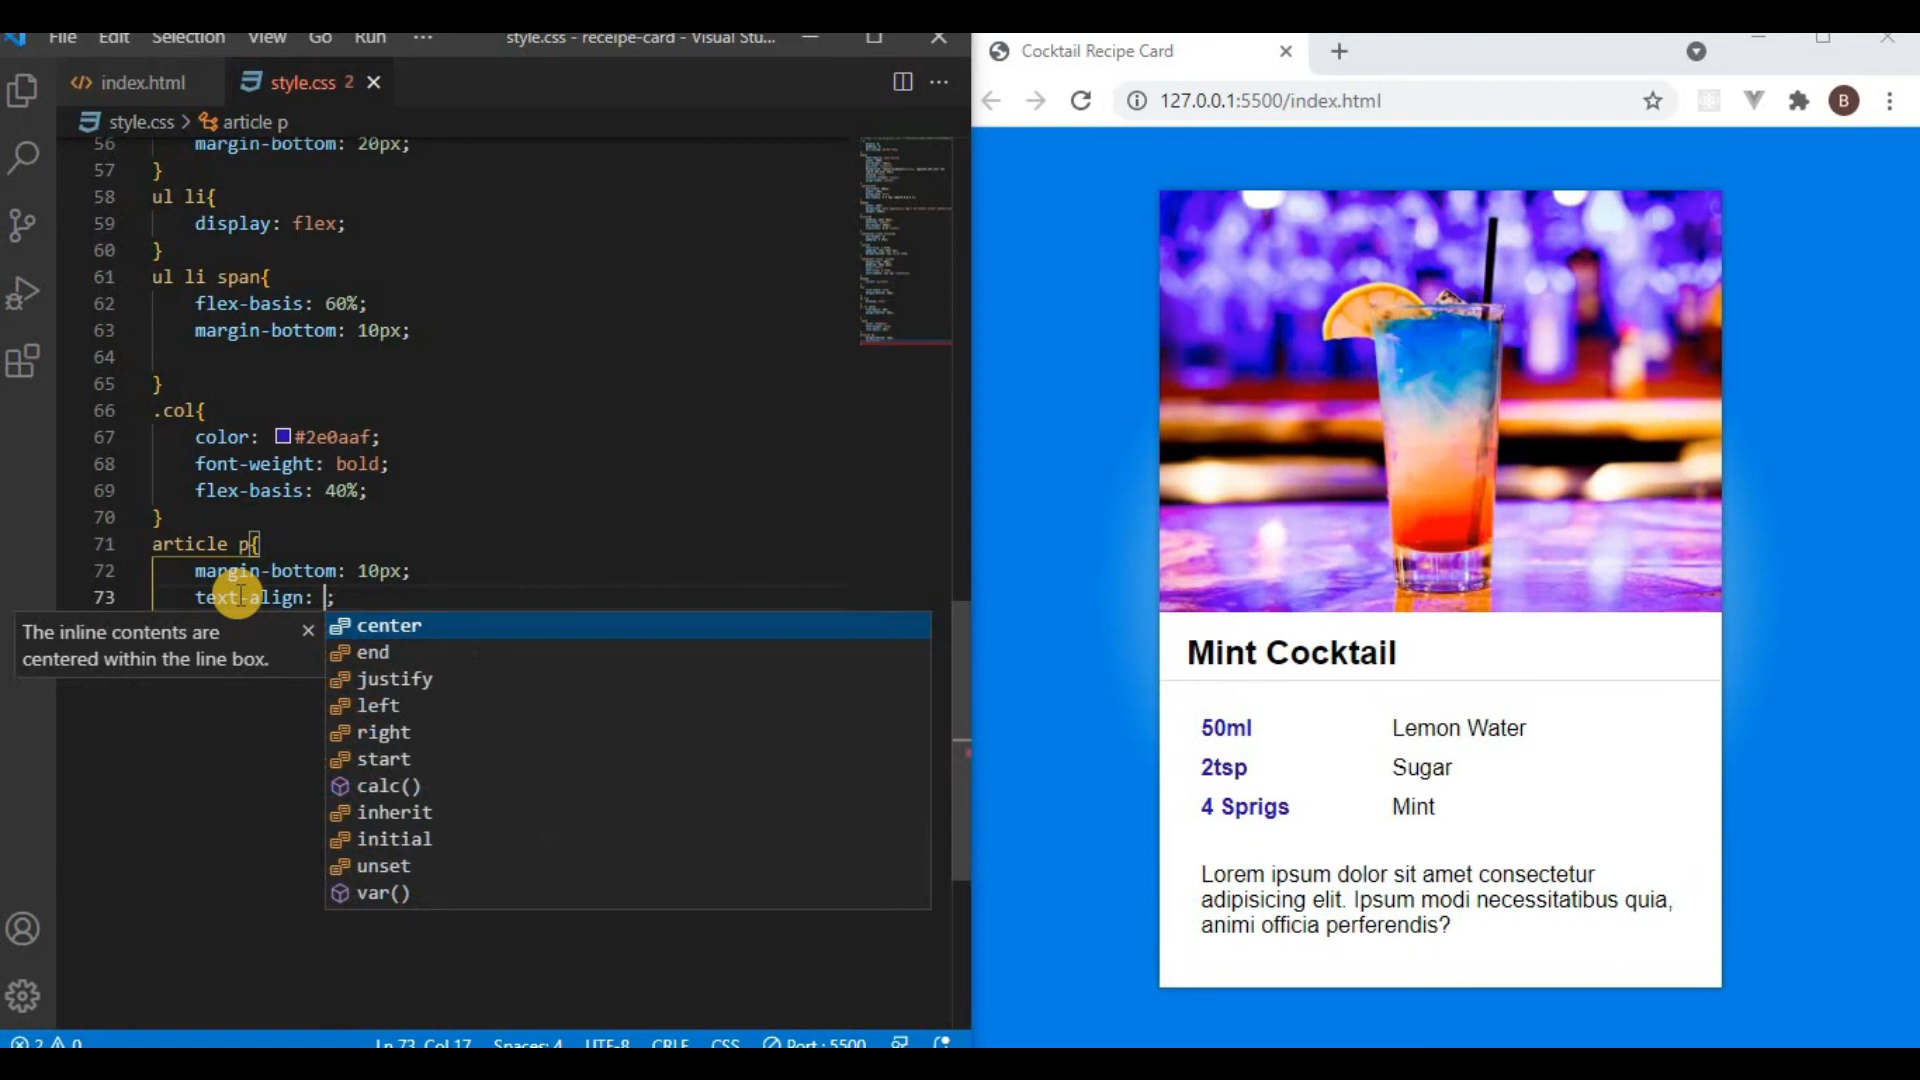 File Edit Selection View Go Run ··· style.css - receipe-card - Visual Stu...
index.html
style.css 2
style.css > article p
56 margin-bottom: 20px;
57 }
58 ul li{
59 display: flex;
60 }
61 ul li span{
62 flex-basis: 60%;
63 margin-bottom: 10px;
64
65 }
66 .col{
67 color: #2e0aaf;
68 font-weight: bold;
69 flex-basis: 40%;
70 }
71 article p{
72 margin-bottom: 10px;
73 text-align: ;
The inline contents are
centered within the line box.
center
end
justify
left
right
start
calc()
inherit
initial
unset
var()
2 0 Ln 73, Col 17 Spaces: 4 UTF-8 CRLF CSS Port : 5500
Cocktail Recipe Card
127.0.0.1:5500/index.html
B
Mint Cocktail
50ml Lemon Water
2tsp Sugar
4 Sprigs Mint
Lorem ipsum dolor sit amet consectetur
adipisicing elit. Ipsum modi necessitatibus quia,
animi officia perferendis?